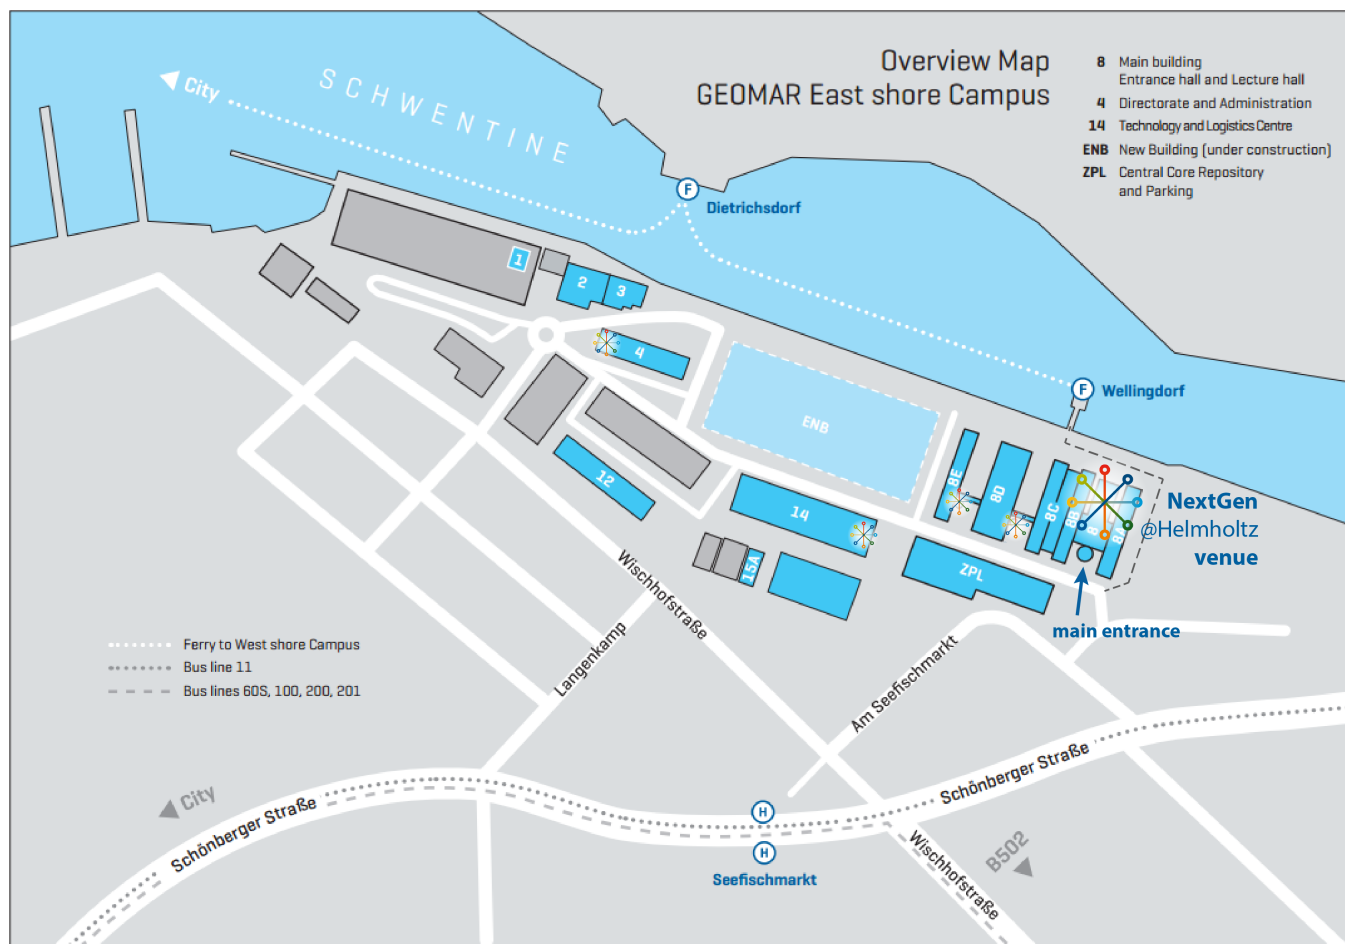 Overview Map
GEOMAR East shore Campus
8 Main building
Entrance hall and Lecture hall
4 Directorate and Administration
14 Technology and Logistics Centre
ENB New Building (under construction)
ZPL Central Core Repository
and Parking
City
SCHWENTINE
F
Dietrichsdorf
1
2
3
4
F
Wellingdorf
ENB
12
14
15A
8E
8D
8C
8B
8A
ZPL
NextGen
@Helmholtz
venue
main entrance
Wischhofstraße
Langenkamp
Am Seefischmarkt
Ferry to West shore Campus
Bus line 11
Bus lines 60S, 100, 200, 201
City
Schönberger Straße
Schönberger Straße
H
H
Seefischmarkt
Wischhofstraße
B502